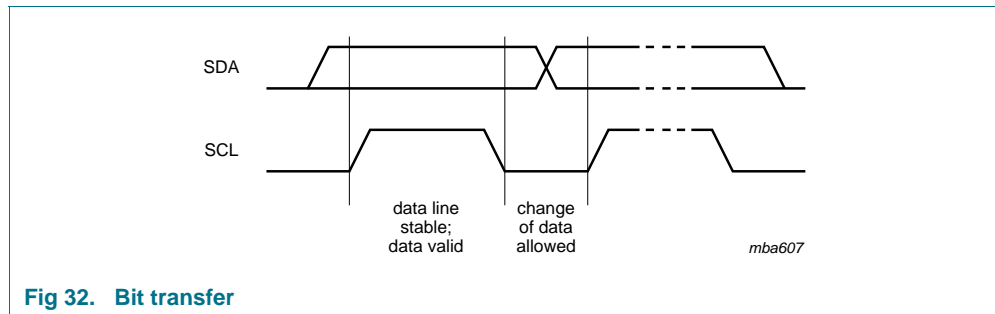 SDA
SCL
data line
stable;
data valid
change
of data
allowed
mba607
Fig 32. Bit transfer